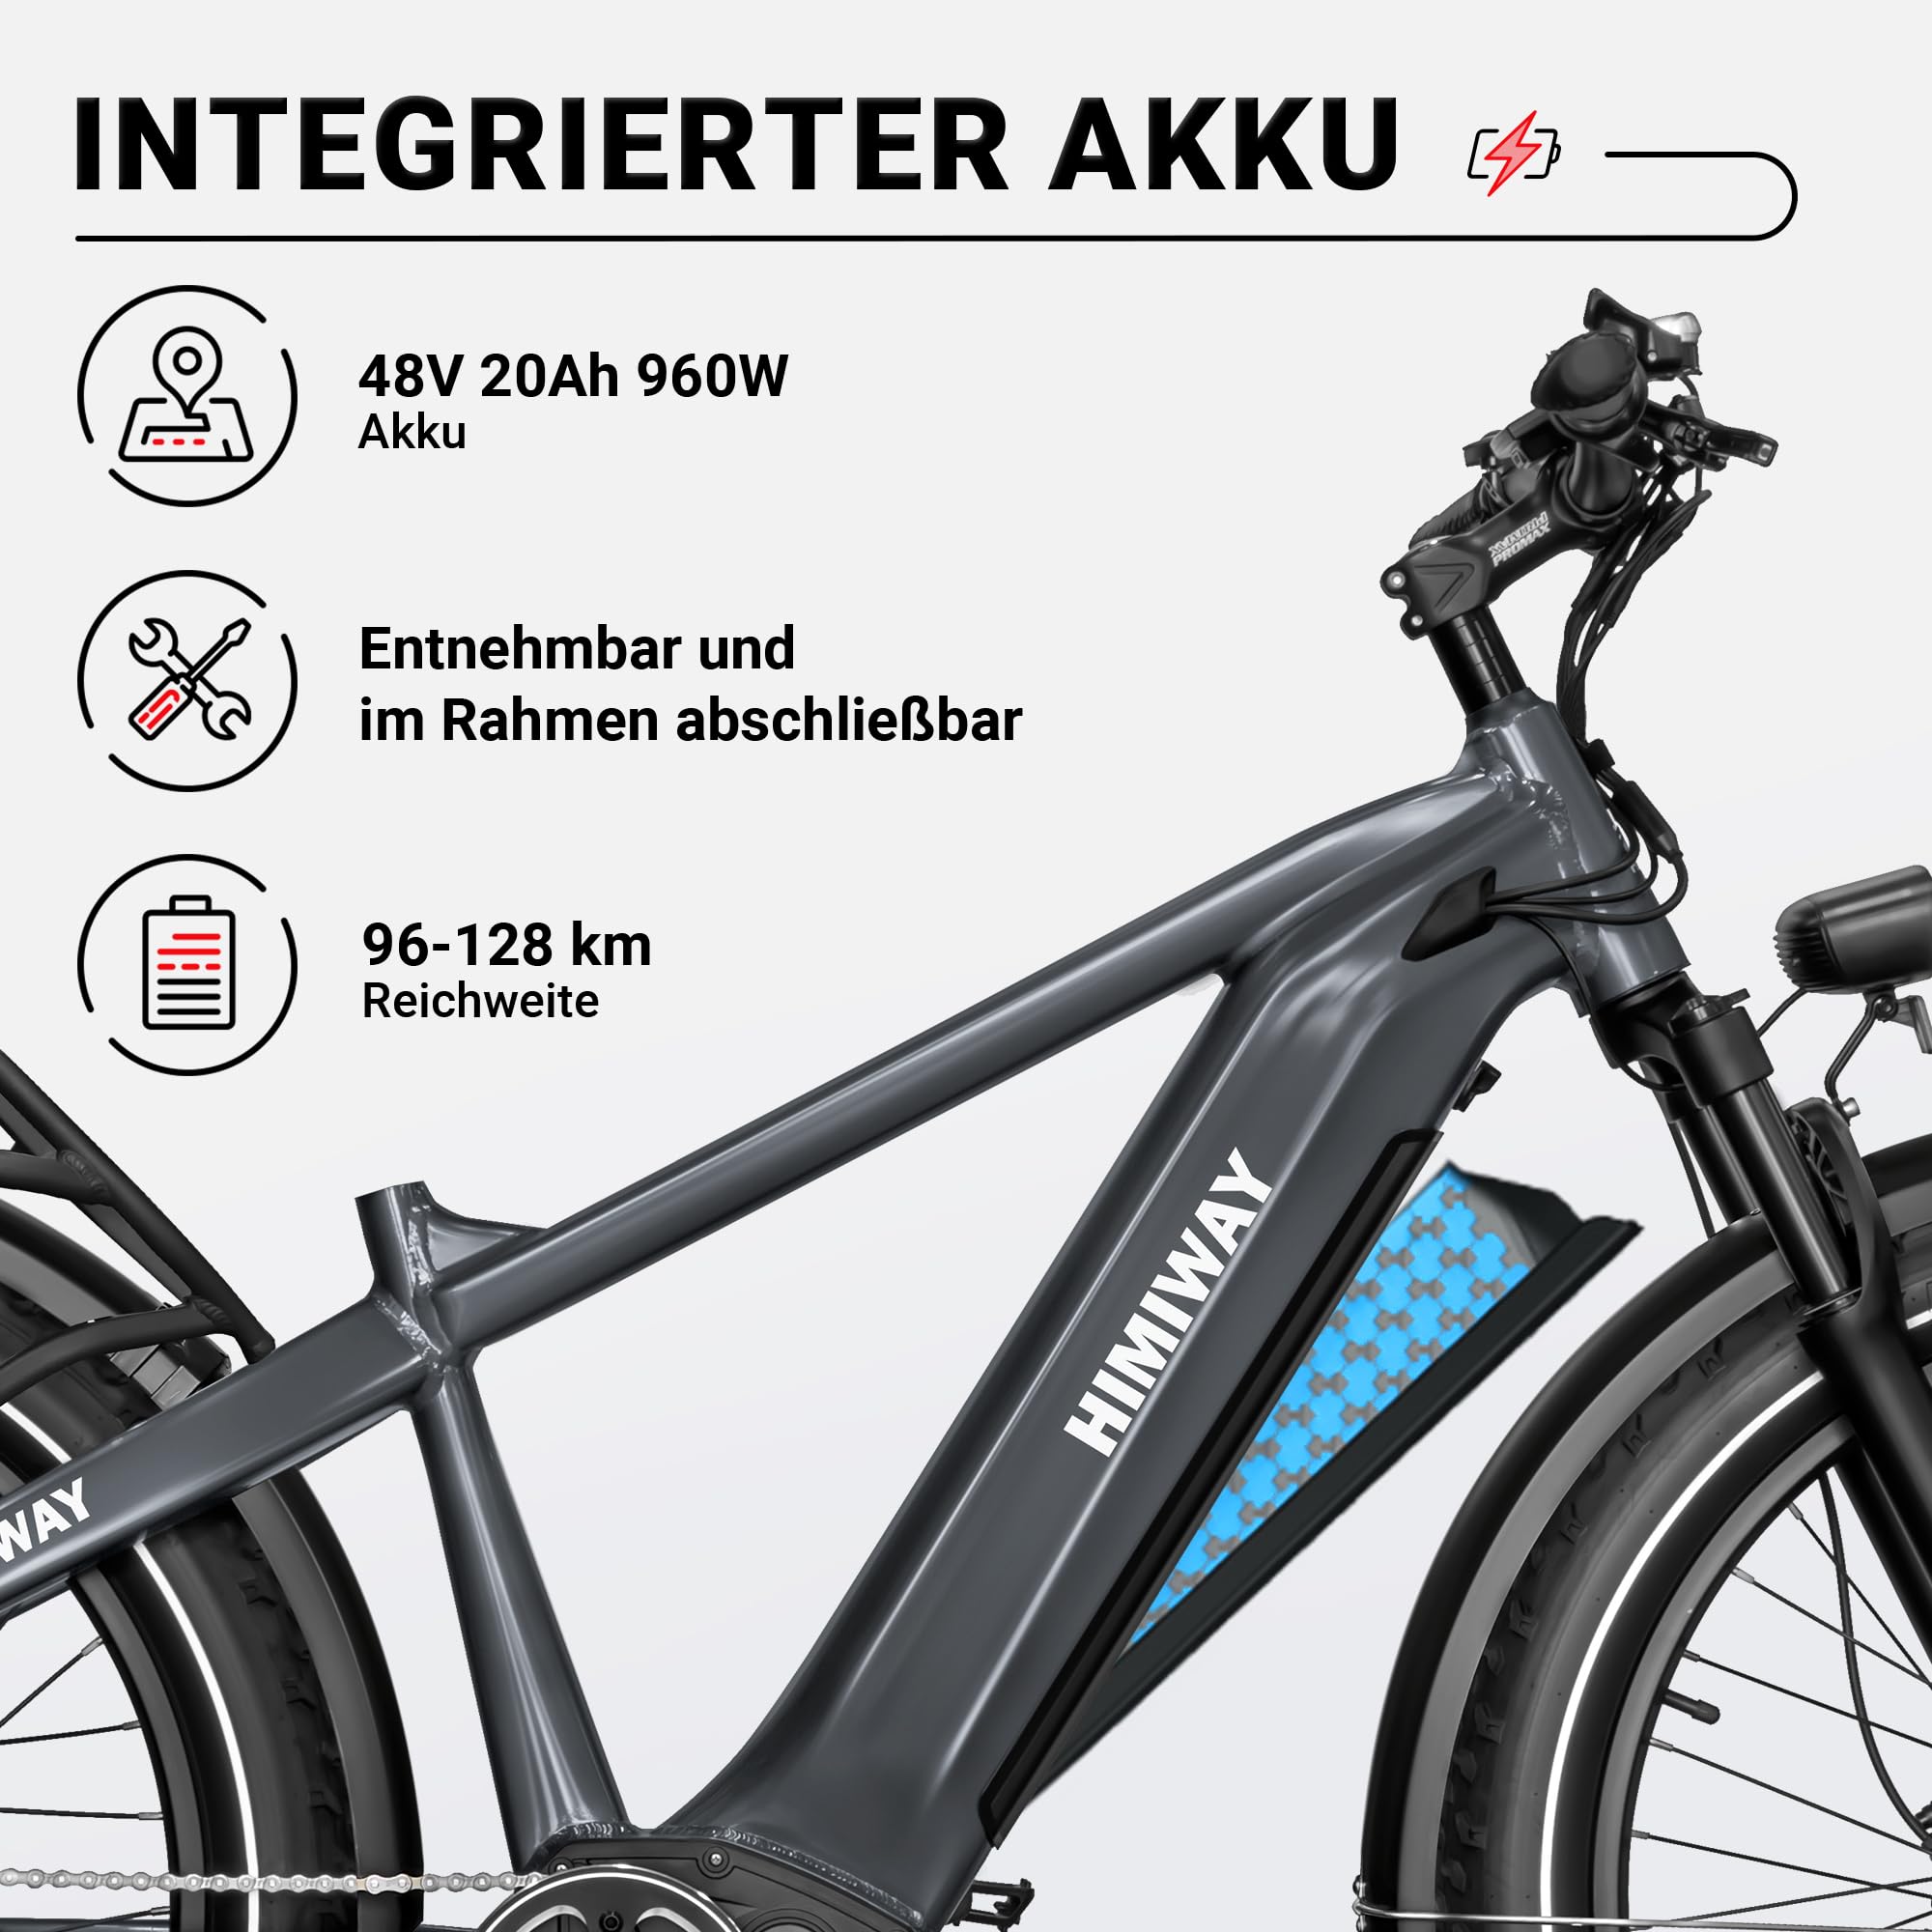 INTEGRIERTER AKKU
48V 20Ah 960W
Akku
Entnehmbar und
im Rahmen abschließbar
96-128 km
Reichweite
PROMAX
HIMIWAY
WAY